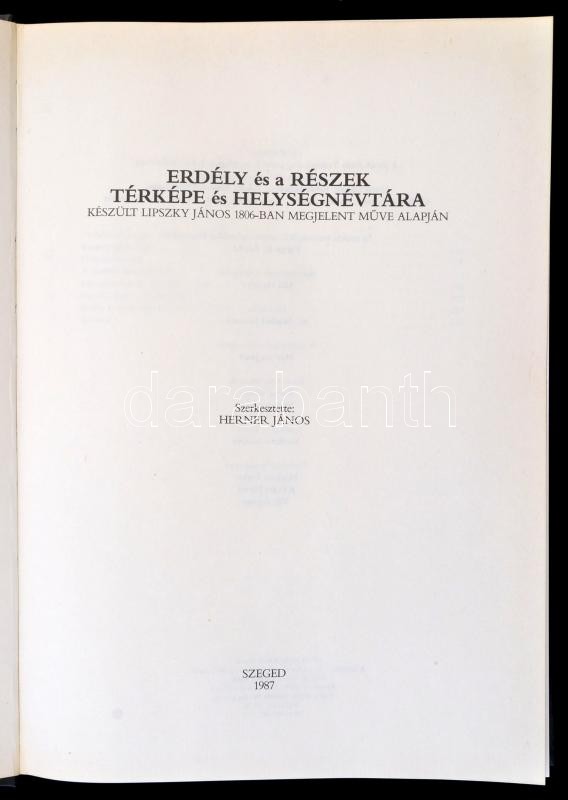 ERDÉLY és a RÉSZEK
TÉRKÉPE és HELYSÉGNÉVTÁRA
KÉSZÜLT LIPSZKY JÁNOS 1806-BAN MEGJELENT MŰVE ALAPJÁN
darabanth
Szerkesztette:
HERNER JÁNOS
SZEGED
1987